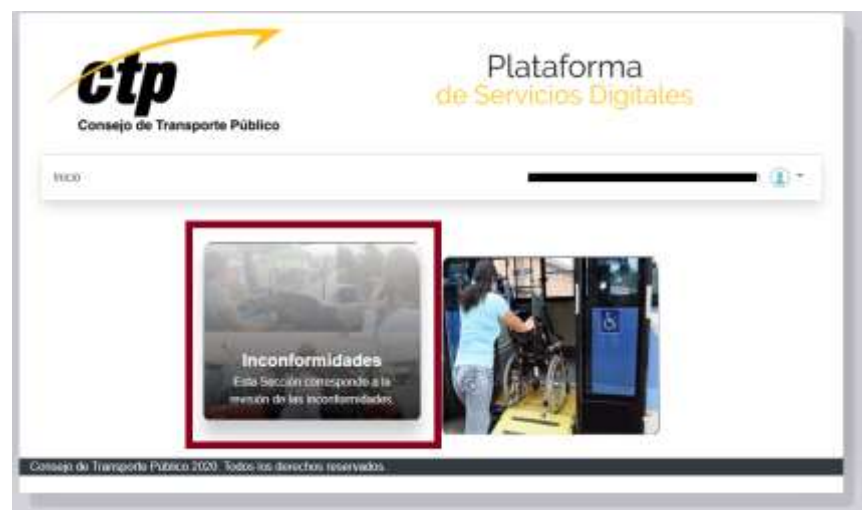 ctp
Consejo de Transporte Público
Plataforma
de Servicios Digitales
Inicio
Inconformidades
Esta Sección corresponde a la
revisión de las inconformidades.
Consejo de Transporte Público 2020. Todos los derechos reservados.